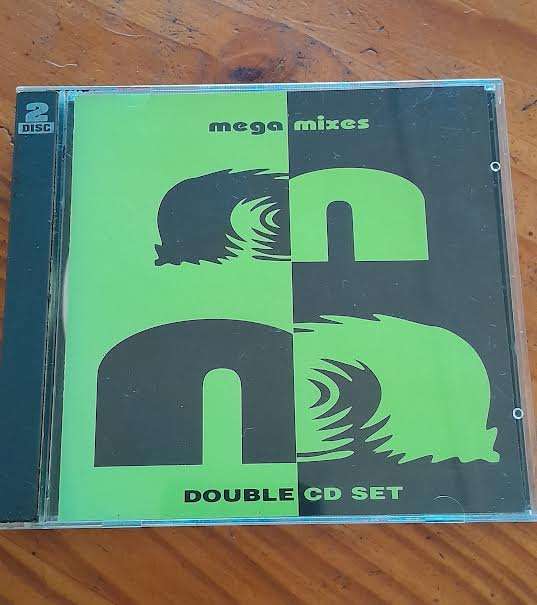 2
DISC
mega mixes
DOUBLE CD SET